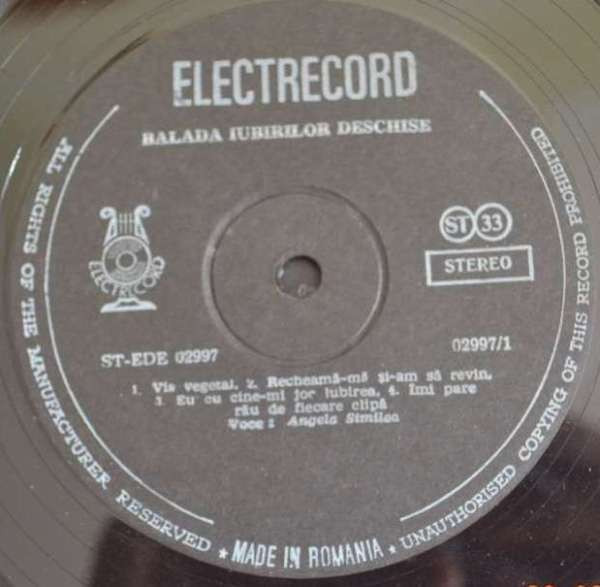 ELECTRECORD
BALADA IUBIRILOR DESCHISE
ELECTRECORD
ST 33
STEREO
ST-EDE 02997
02997/1
1. Vis vegetal. 2. Recheamă-mă şi-am să revin.
3. Eu cu cine-mi jor iubirea. 4. Îmi pare
rău de fiecare clipă
Voce: Angela Similea
ALL RIGHTS OF THE MANUFACTURER RESERVED ★ MADE IN ROMANIA ★ UNAUTHORISED COPYING OF THIS RECORD PROHIBITED